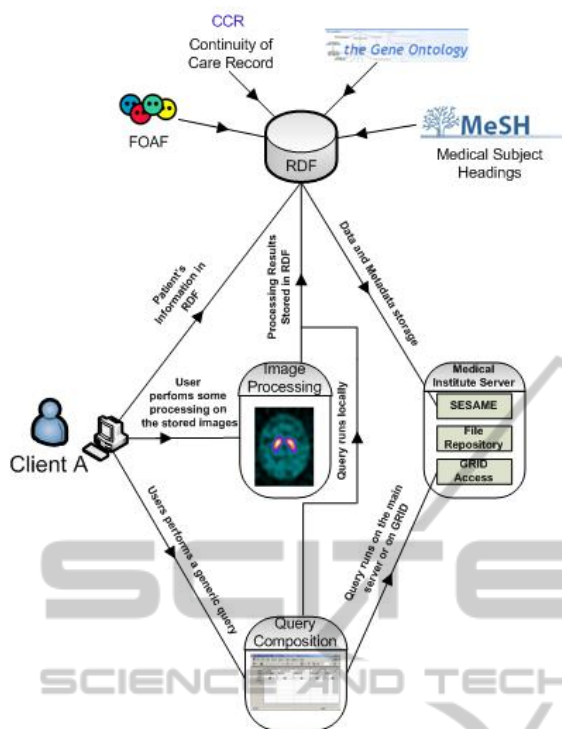 CCR
Continuity of
Care Record
the Gene Ontology
FOAF
RDF
MeSH
Medical Subject
Headings
Patient's
Information in
RDF
Processing Results
Stored in RDF
Data and Metadata storage
Image
Processing
Medical
Institute Server
SESAME
File
Repository
GRID
Access
User
perfoms some
processing on
the stored images
Client A
Query runs locally
Users performs a generic query
Query runs on the main
server or on GRID
Query
Composition
SCITE
SCIENCE AND TECH